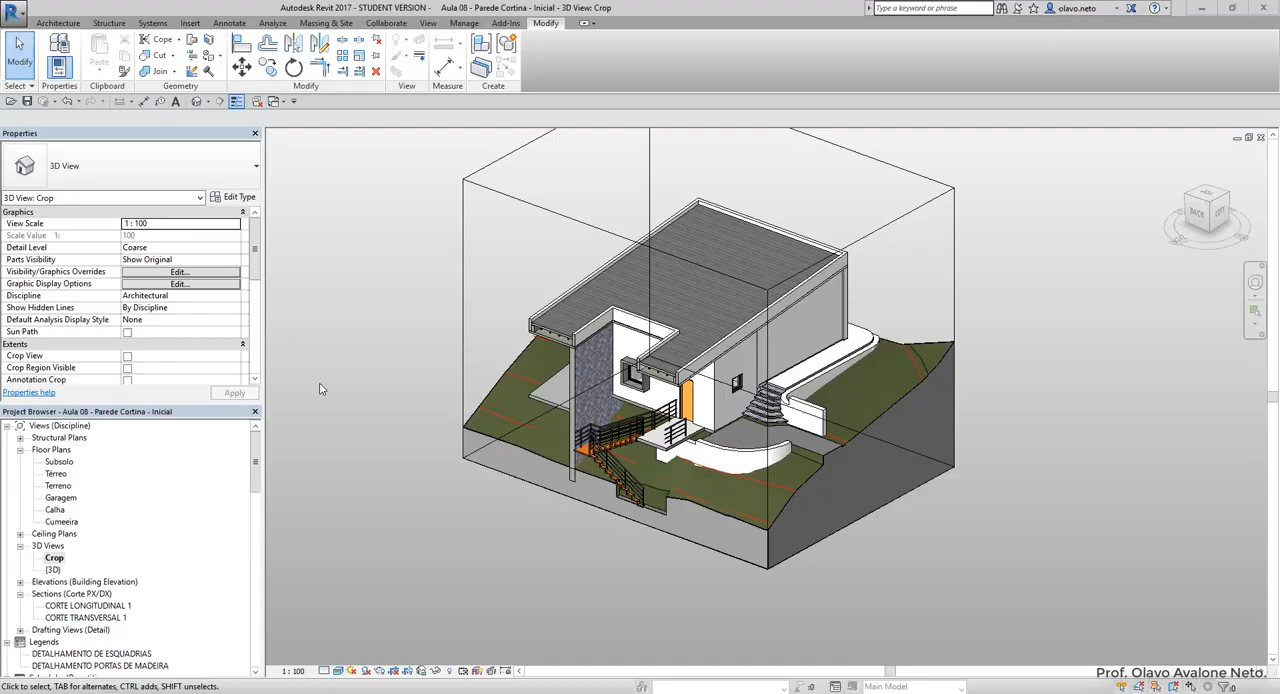 Autodesk Revit 2017 - STUDENT VERSION - Aula 08 - Parede Cortina - Inicial - 3D View: Crop
Type a keyword or phrase
olavo.neto
Architecture Structure Systems Insert Annotate Analyze Massing & Site Collaborate View Manage Add-Ins Modify
Modify
Paste
Cope
Cut
Join
Select Properties Clipboard Geometry Modify View Measure Create
Properties
3D View
3D View: Crop
Edit Type
Graphics
View Scale 1 : 100
Scale Value 1: 100
Detail Level Coarse
Parts Visibility Show Original
Visibility/Graphics Overrides Edit...
Graphic Display Options Edit...
Discipline Architectural
Show Hidden Lines By Discipline
Default Analysis Display Style None
Sun Path
Extents
Crop View
Crop Region Visible
Annotation Crop
Properties help
Apply
Project Browser - Aula 08 - Parede Cortina - Inicial
Views (Discipline)
Structural Plans
Floor Plans
Subsolo
Térreo
Terreno
Garagem
Calha
Cumeeira
Ceiling Plans
3D Views
Crop
{3D}
Elevations (Building Elevation)
Sections (Corte PX/DX)
CORTE LONGITUDINAL 1
CORTE TRANSVERSAL 1
Drafting Views (Detail)
Legends
DETALHAMENTO DE ESQUADRIAS
DETALHAMENTO PORTAS DE MADEIRA
BACK
LEFT
1 : 100
Prof. Olavo Avalone Neto.
Click to select, TAB for alternates, CTRL adds, SHIFT unselects.
:0
Main Model
:0